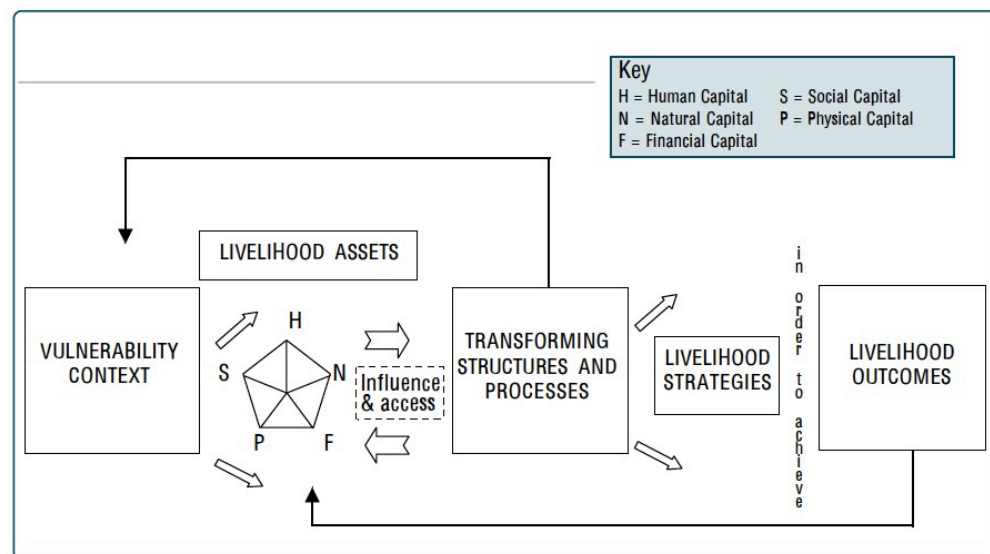 Key
H = Human Capital S = Social Capital
N = Natural Capital P = Physical Capital
F = Financial Capital
LIVELIHOOD ASSETS
VULNERABILITY
CONTEXT
H
S
N
P
F
Influence
& access
TRANSFORMING
STRUCTURES AND
PROCESSES
LIVELIHOOD
STRATEGIES
in order to achieve
LIVELIHOOD
OUTCOMES